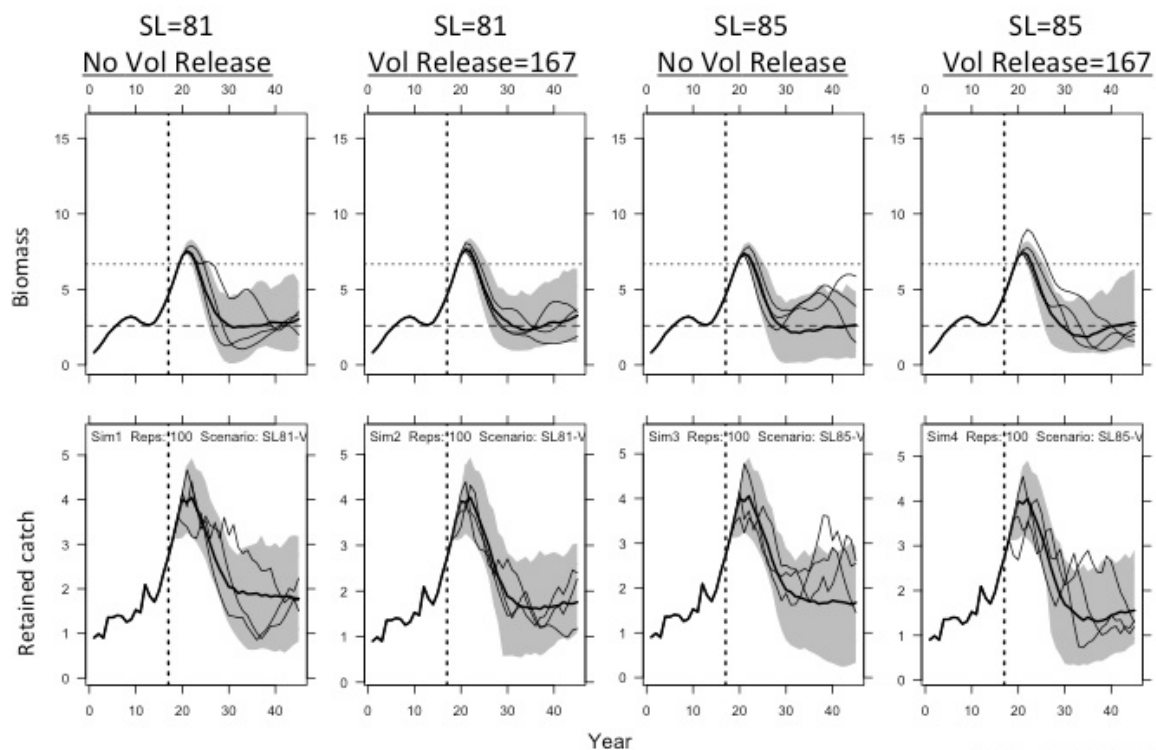 SL=81 SL=81 SL=85 SL=85
No Vol Release Vol Release=167 No Vol Release Vol Release=167
0 10 20 30 40 0 10 20 30 40 0 10 20 30 40 0 10 20 30 40
Biomass
15 15 15 15
10 10 10 10
5 5 5 5
0 0 0 0
Retained catch
Sim1 Reps: 100 Scenario: SL81-V Sim2 Reps: 100 Scenario: SL81-V Sim3 Reps: 100 Scenario: SL85-V Sim4 Reps: 100 Scenario: SL85-V
5 5 5 5
4 4 4 4
3 3 3 3
2 2 2 2
1 1 1 1
0 0 0 0
0 10 20 30 40 0 10 20 30 40 0 10 20 30 40 0 10 20 30 40
Year